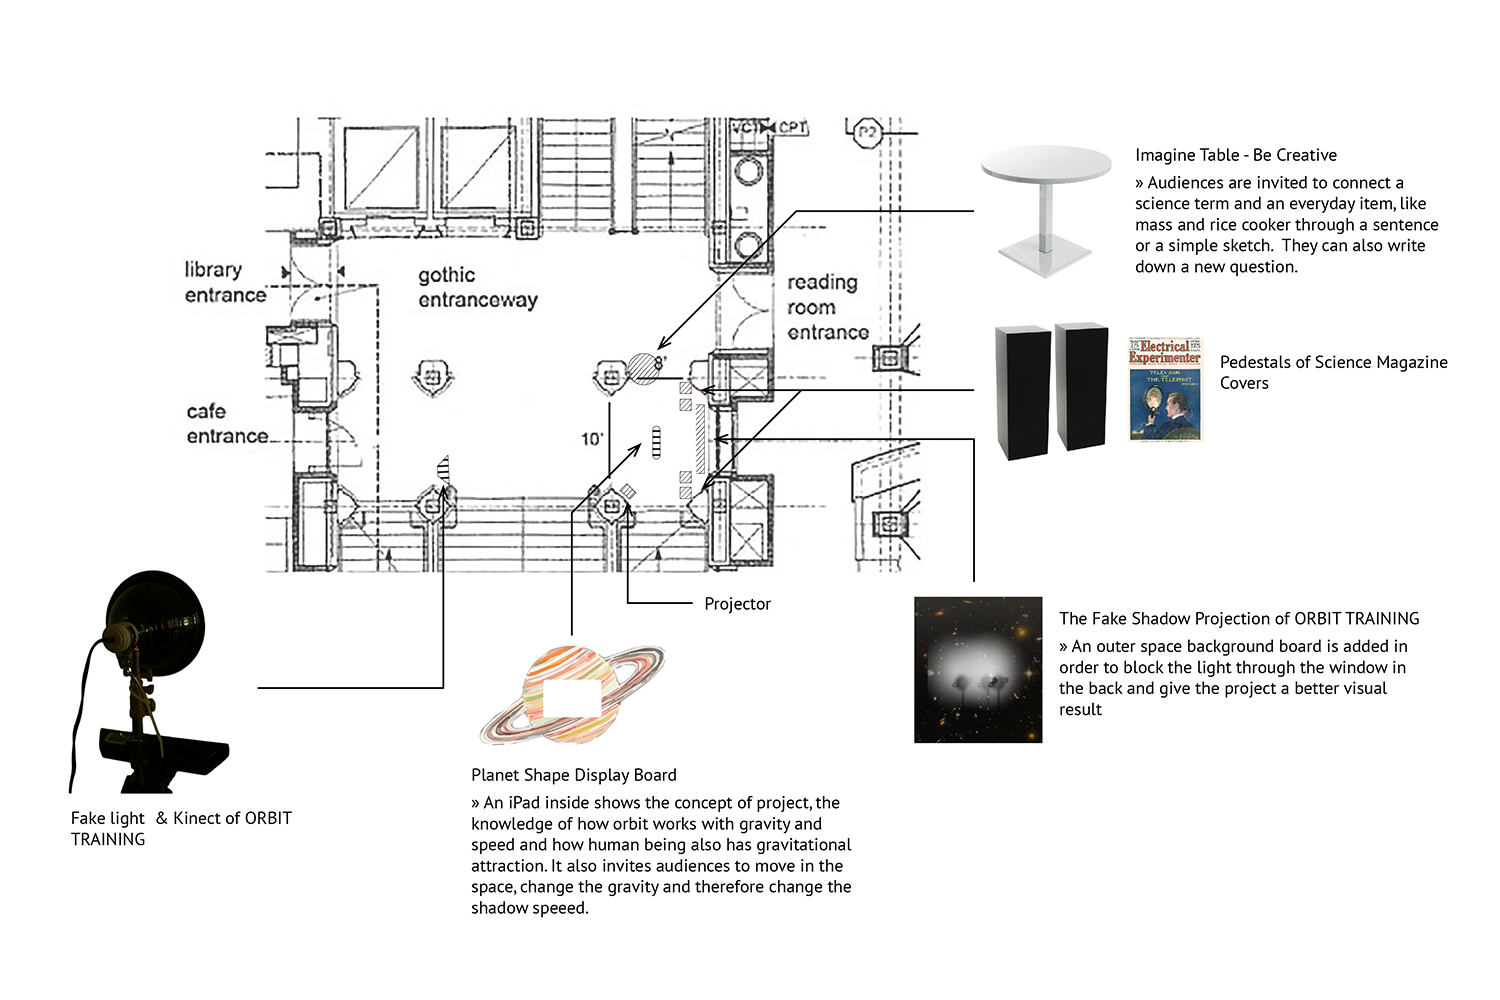 VCT CPT
P2
library
entrance
gothic
entranceway
reading
room
entrance
8'
cafe
entrance
10'
Imagine Table - Be Creative
» Audiences are invited to connect a
science term and an everyday item, like
mass and rice cooker through a sentence
or a simple sketch. They can also write
down a new question.
Electrical
Experimenter
TELEVISION
AND
THE TELEPHOT
Pedestals of Science Magazine
Covers
Projector
The Fake Shadow Projection of ORBIT TRAINING
» An outer space background board is added in
order to block the light through the window in
the back and give the project a better visual
result
Fake light & Kinect of ORBIT
TRAINING
Planet Shape Display Board
» An iPad inside shows the concept of project, the
knowledge of how orbit works with gravity and
speed and how human being also has gravitational
attraction. It also invites audiences to move in the
space, change the gravity and therefore change the
shadow speeed.